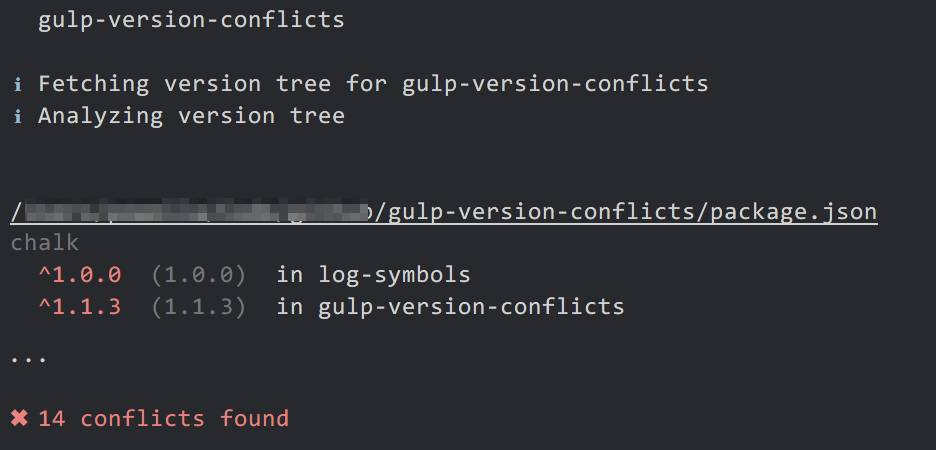 gulp-version-conflicts
i Fetching version tree for gulp-version-conflicts
i Analyzing version tree
/gulp-version-conflicts/package.json
chalk
^1.0.0 (1.0.0) in log-symbols
^1.1.3 (1.1.3) in gulp-version-conflicts
...
✖ 14 conflicts found